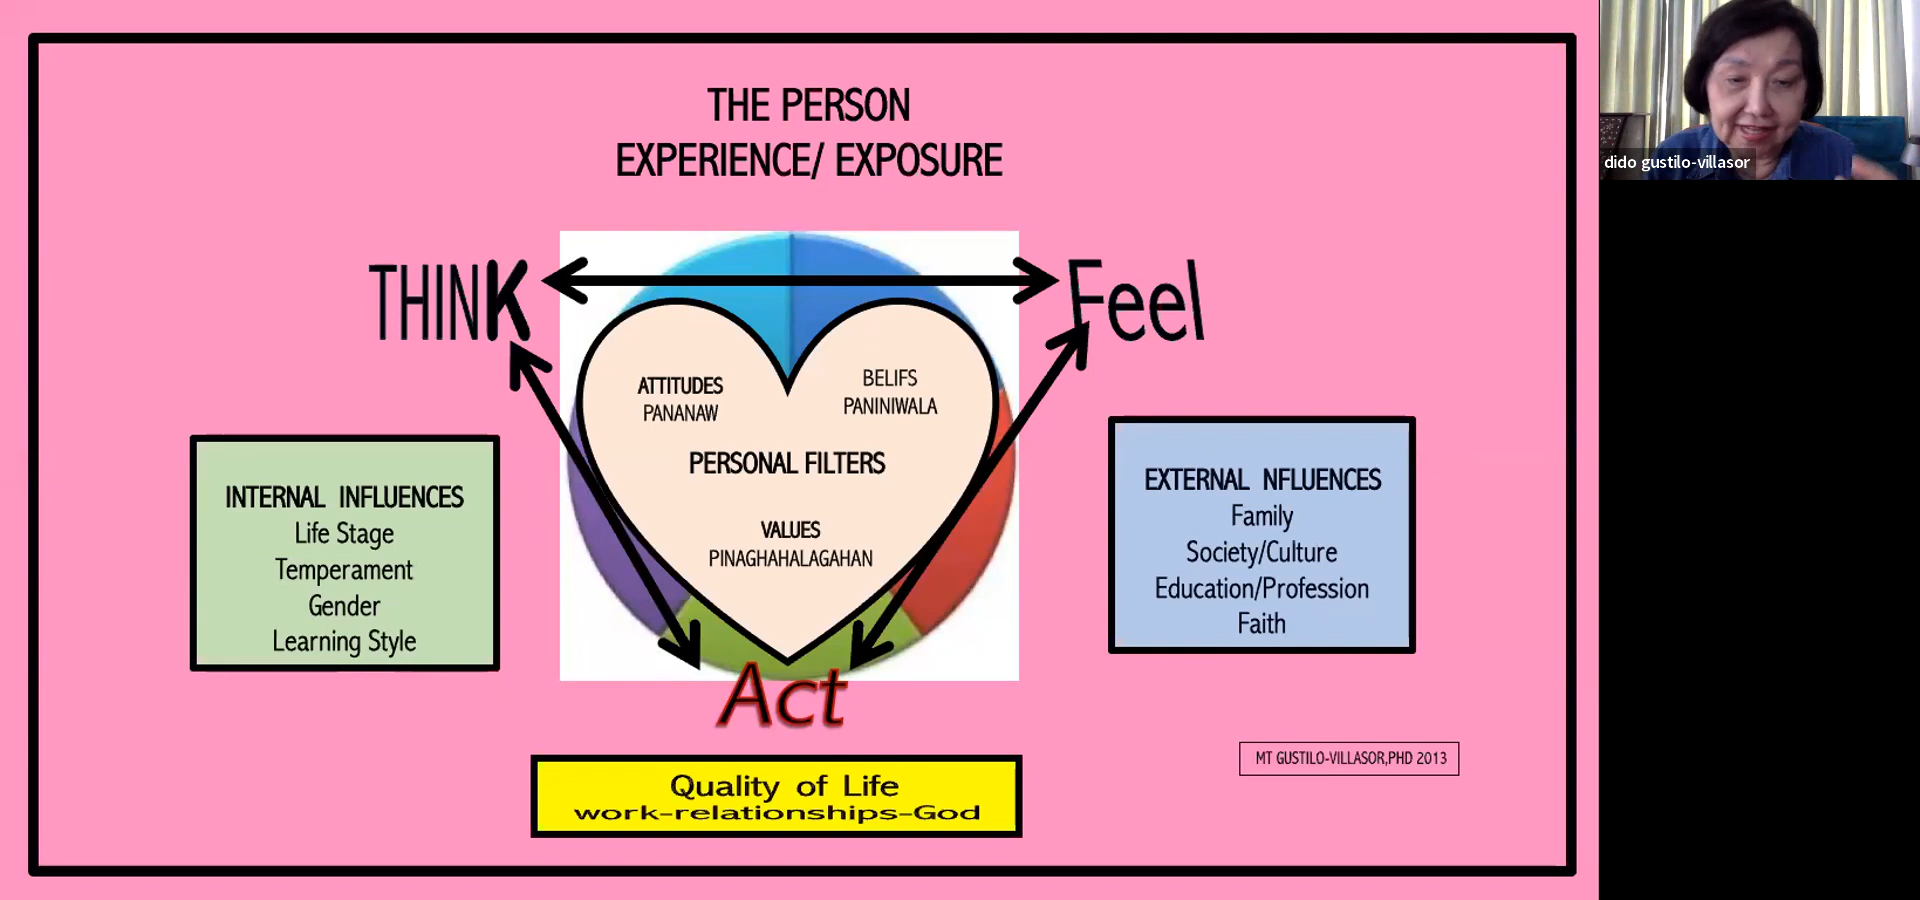 THE PERSON
EXPERIENCE/ EXPOSURE
THINK
Feel
ATTITUDES
PANANAW
BELIFS
PANINIWALA
PERSONAL FILTERS
VALUES
PINAGHAHALAGAHAN
INTERNAL INFLUENCES
Life Stage
Temperament
Gender
Learning Style
EXTERNAL NFLUENCES
Family
Society/Culture
Education/Profession
Faith
Act
Quality of Life
work-relationships-God
MT GUSTILO-VILLASOR,PHD 2013
dido gustilo-villasor